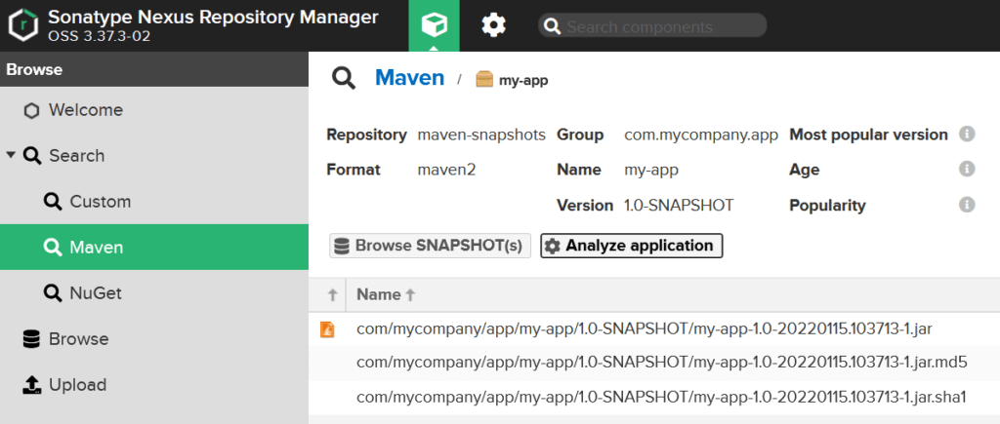 Sonatype Nexus Repository Manager
OSS 3.37.3-02
Search components
Browse
Welcome
Search
Custom
Maven
NuGet
Browse
Upload
Maven / my-app
Repository maven-snapshots Group com.mycompany.app Most popular version
Format maven2 Name my-app Age
Version 1.0-SNAPSHOT Popularity
Browse SNAPSHOT(s) Analyze application
Name
com/mycompany/app/my-app/1.0-SNAPSHOT/my-app-1.0-20220115.103713-1.jar
com/mycompany/app/my-app/1.0-SNAPSHOT/my-app-1.0-20220115.103713-1.jar.md5
com/mycompany/app/my-app/1.0-SNAPSHOT/my-app-1.0-20220115.103713-1.jar.sha1